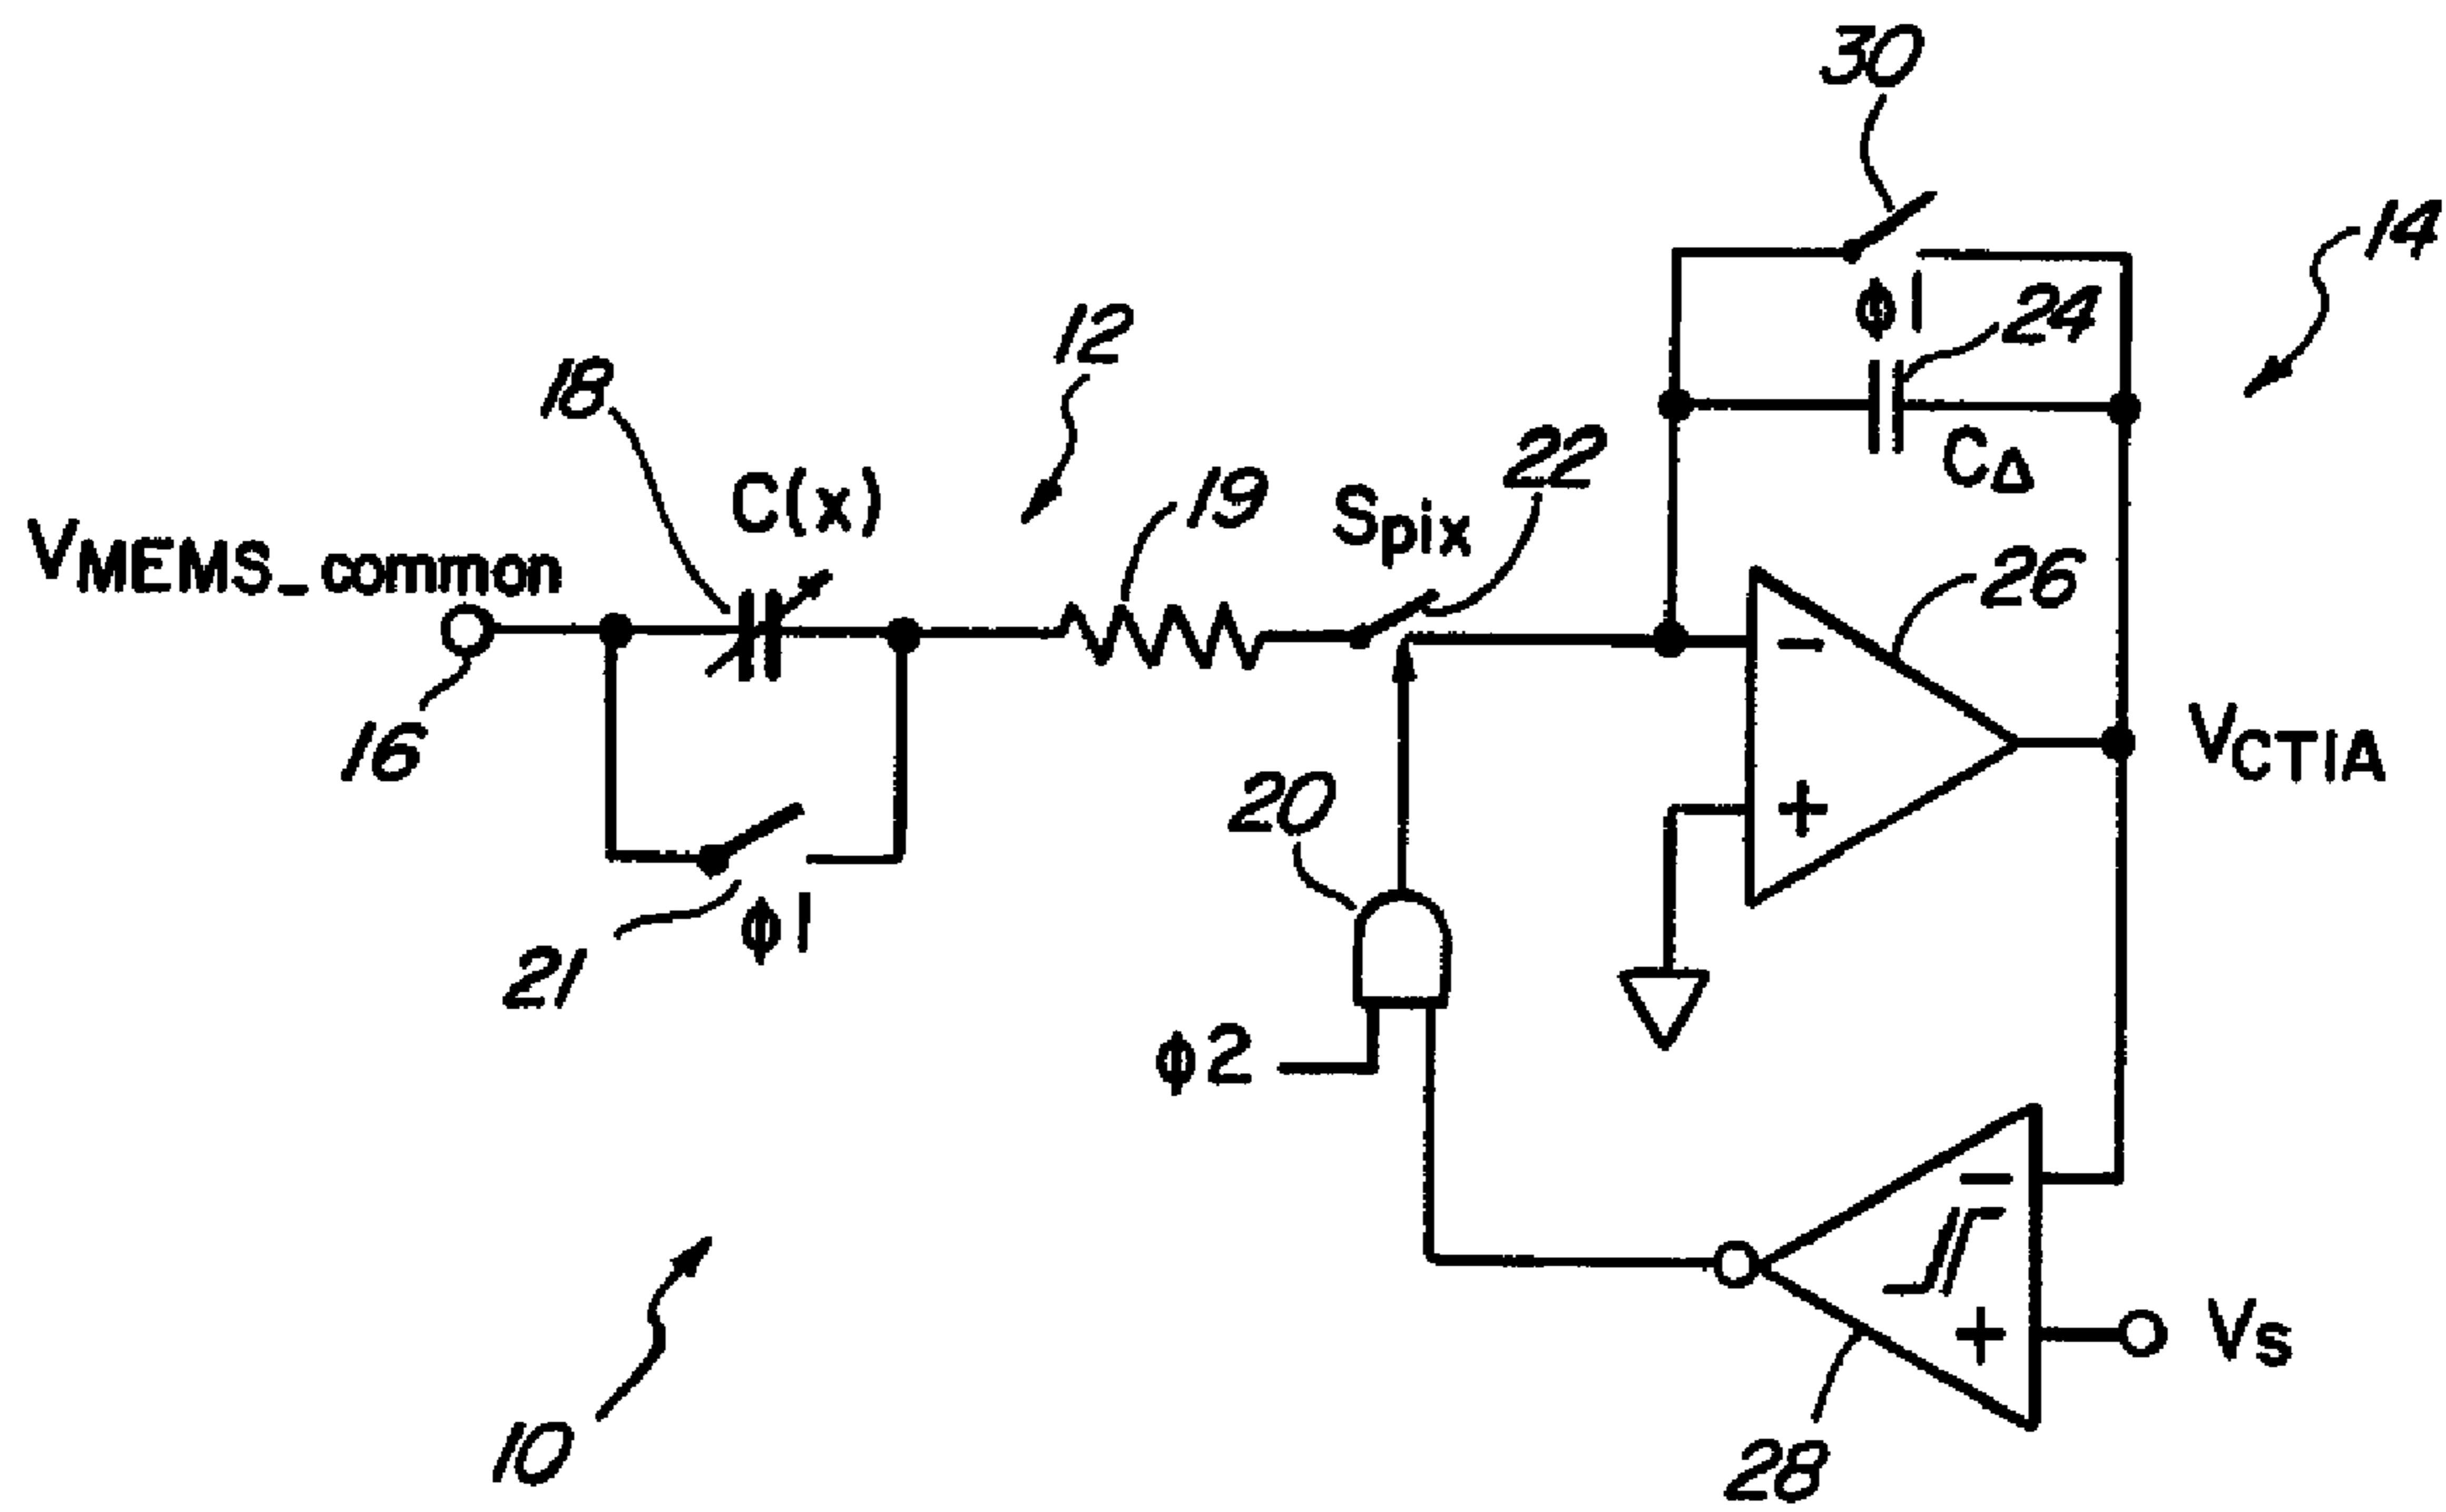 30
14
ϕ1
24
12
18
CΔ
22
C(x)
19
Spix
VMEMS_common
26
-
16
VCTIA
20
+
21
ϕ1
ϕ2
-
+
VS
10
28